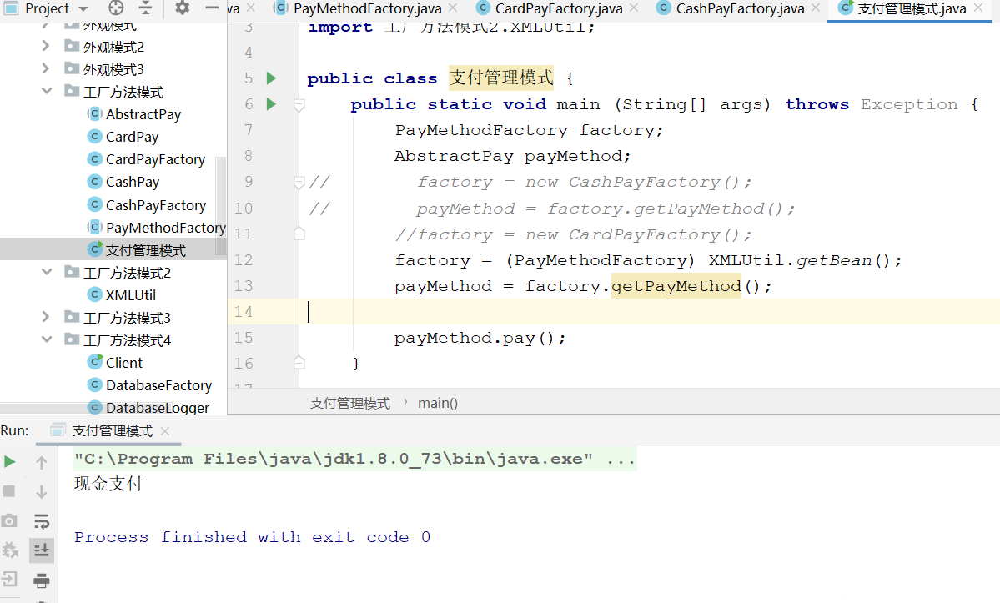 Project
va
PayMethodFactory.java
CardPayFactory.java
CashPayFactory.java
支付管理模式.java
外观模式
外观模式2
外观模式3
工厂方法模式
AbstractPay
CardPay
CardPayFactory
CashPay
CashPayFactory
PayMethodFactory
支付管理模式
工厂方法模式2
XMLUtil
工厂方法模式3
工厂方法模式4
Client
DatabaseFactory
DatabaseLogger
3 import 工厂方法模式2.XMLUtil;
4
5 public class 支付管理模式 {
6 public static void main (String[] args) throws Exception {
7 PayMethodFactory factory;
8 AbstractPay payMethod;
9 // factory = new CashPayFactory();
10 // payMethod = factory.getPayMethod();
11 //factory = new CardPayFactory();
12 factory = (PayMethodFactory) XMLUtil.getBean();
13 payMethod = factory.getPayMethod();
14
15 payMethod.pay();
16 }
17
支付管理模式 › main()
Run: 支付管理模式
"C:\Program Files\java\jdk1.8.0_73\bin\java.exe" ...
现金支付
Process finished with exit code 0